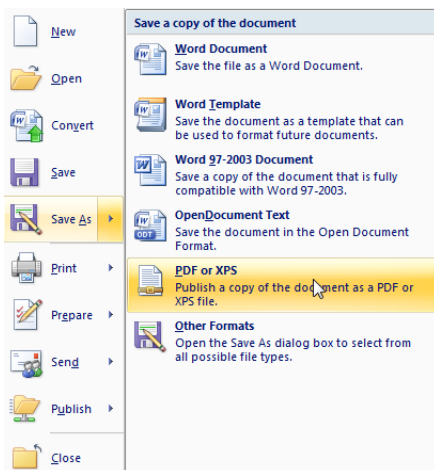 New
Open
Convert
Save
Save As
Print
Prepare
Send
Publish
Close
Save a copy of the document
Word Document
Save the file as a Word Document.
Word Template
Save the document as a template that can
be used to format future documents.
Word 97-2003 Document
Save a copy of the document that is fully
compatible with Word 97-2003.
OpenDocument Text
Save the document in the Open Document
Format.
ODT
PDF or XPS
Publish a copy of the document as a PDF or
XPS file.
Other Formats
Open the Save As dialog box to select from
all possible file types.